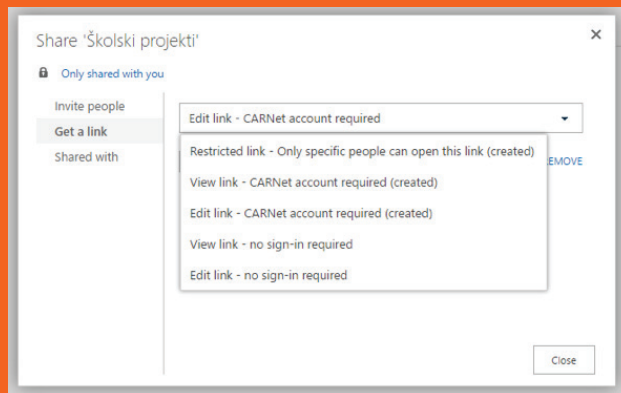 Share 'Školski projekti'
Only shared with you
Invite people
Get a link
Shared with
Edit link - CARNet account required
Restricted link - Only specific people can open this link (created)
View link - CARNet account required (created)
Edit link - CARNet account required (created)
View link - no sign-in required
Edit link - no sign-in required
EMOVE
Close